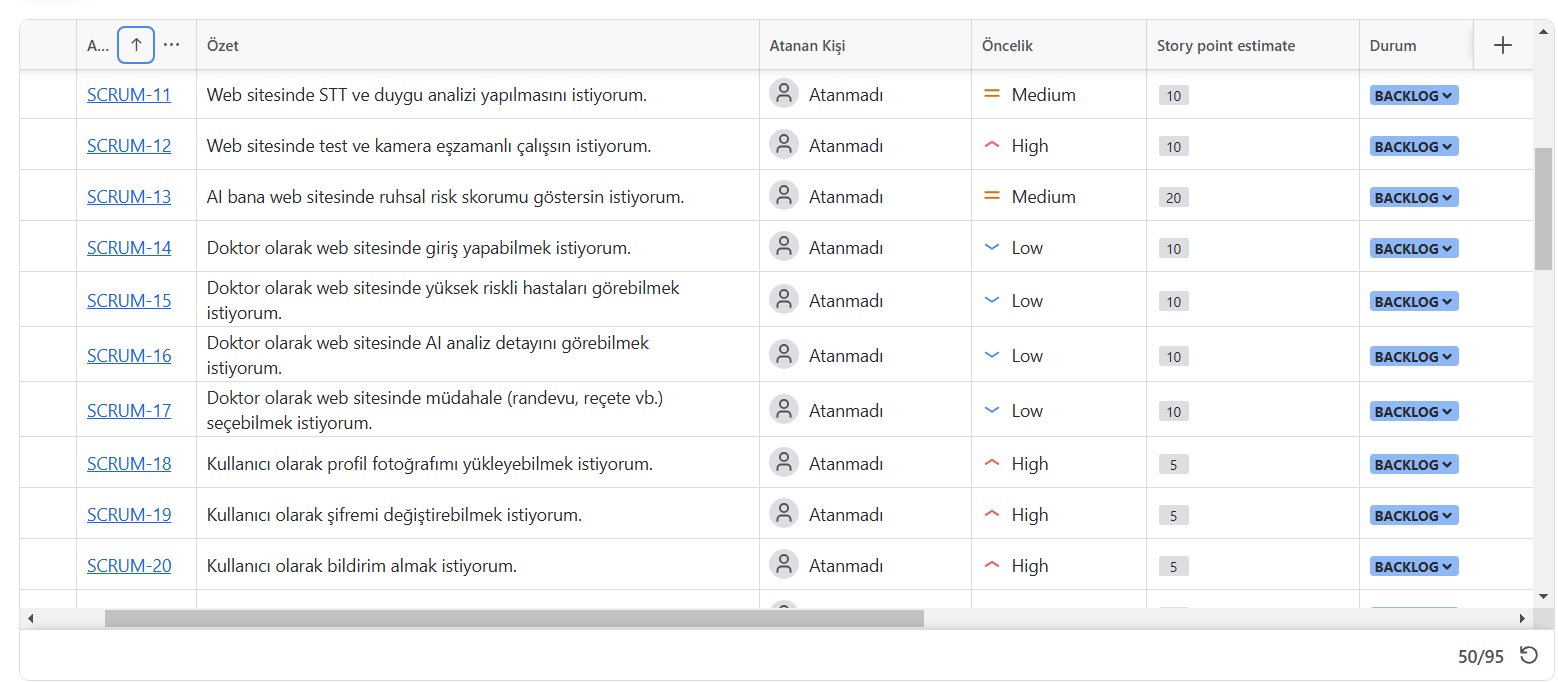 A... Özet Atanan Kişi Öncelik Story point estimate Durum
SCRUM-11 Web sitesinde STT ve duygu analizi yapılmasını istiyorum. Atanmadı Medium 10 BACKLOG
SCRUM-12 Web sitesinde test ve kamera eşzamanlı çalışsın istiyorum. Atanmadı High 10 BACKLOG
SCRUM-13 AI bana web sitesinde ruhsal risk skorumu göstersin istiyorum. Atanmadı Medium 20 BACKLOG
SCRUM-14 Doktor olarak web sitesinde giriş yapabilmek istiyorum. Atanmadı Low 10 BACKLOG
SCRUM-15 Doktor olarak web sitesinde yüksek riskli hastaları görebilmek
istiyorum. Atanmadı Low 10 BACKLOG
SCRUM-16 Doktor olarak web sitesinde AI analiz detayını görebilmek
istiyorum. Atanmadı Low 10 BACKLOG
SCRUM-17 Doktor olarak web sitesinde müdahale (randevu, reçete vb.)
seçebilmek istiyorum. Atanmadı Low 10 BACKLOG
SCRUM-18 Kullanıcı olarak profil fotoğrafımı yükleyebilmek istiyorum. Atanmadı High 5 BACKLOG
SCRUM-19 Kullanıcı olarak şifremi değiştirebilmek istiyorum. Atanmadı High 5 BACKLOG
SCRUM-20 Kullanıcı olarak bildirim almak istiyorum. Atanmadı High 5 BACKLOG
50/95